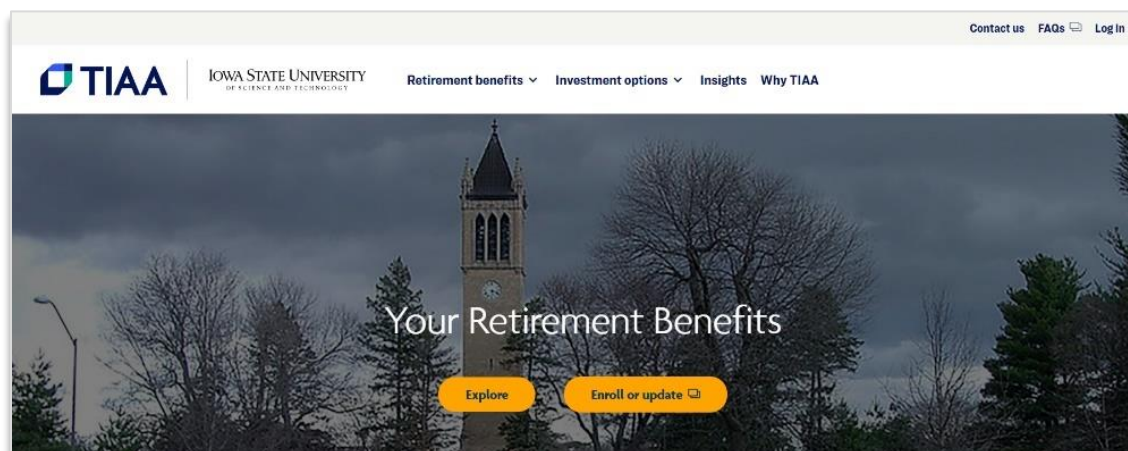 Contact us FAQs Log in
TIAA
IOWA STATE UNIVERSITY
OF SCIENCE AND TECHNOLOGY
Retirement benefits Investment options Insights Why TIAA
Your Retirement Benefits
Explore Enroll or update